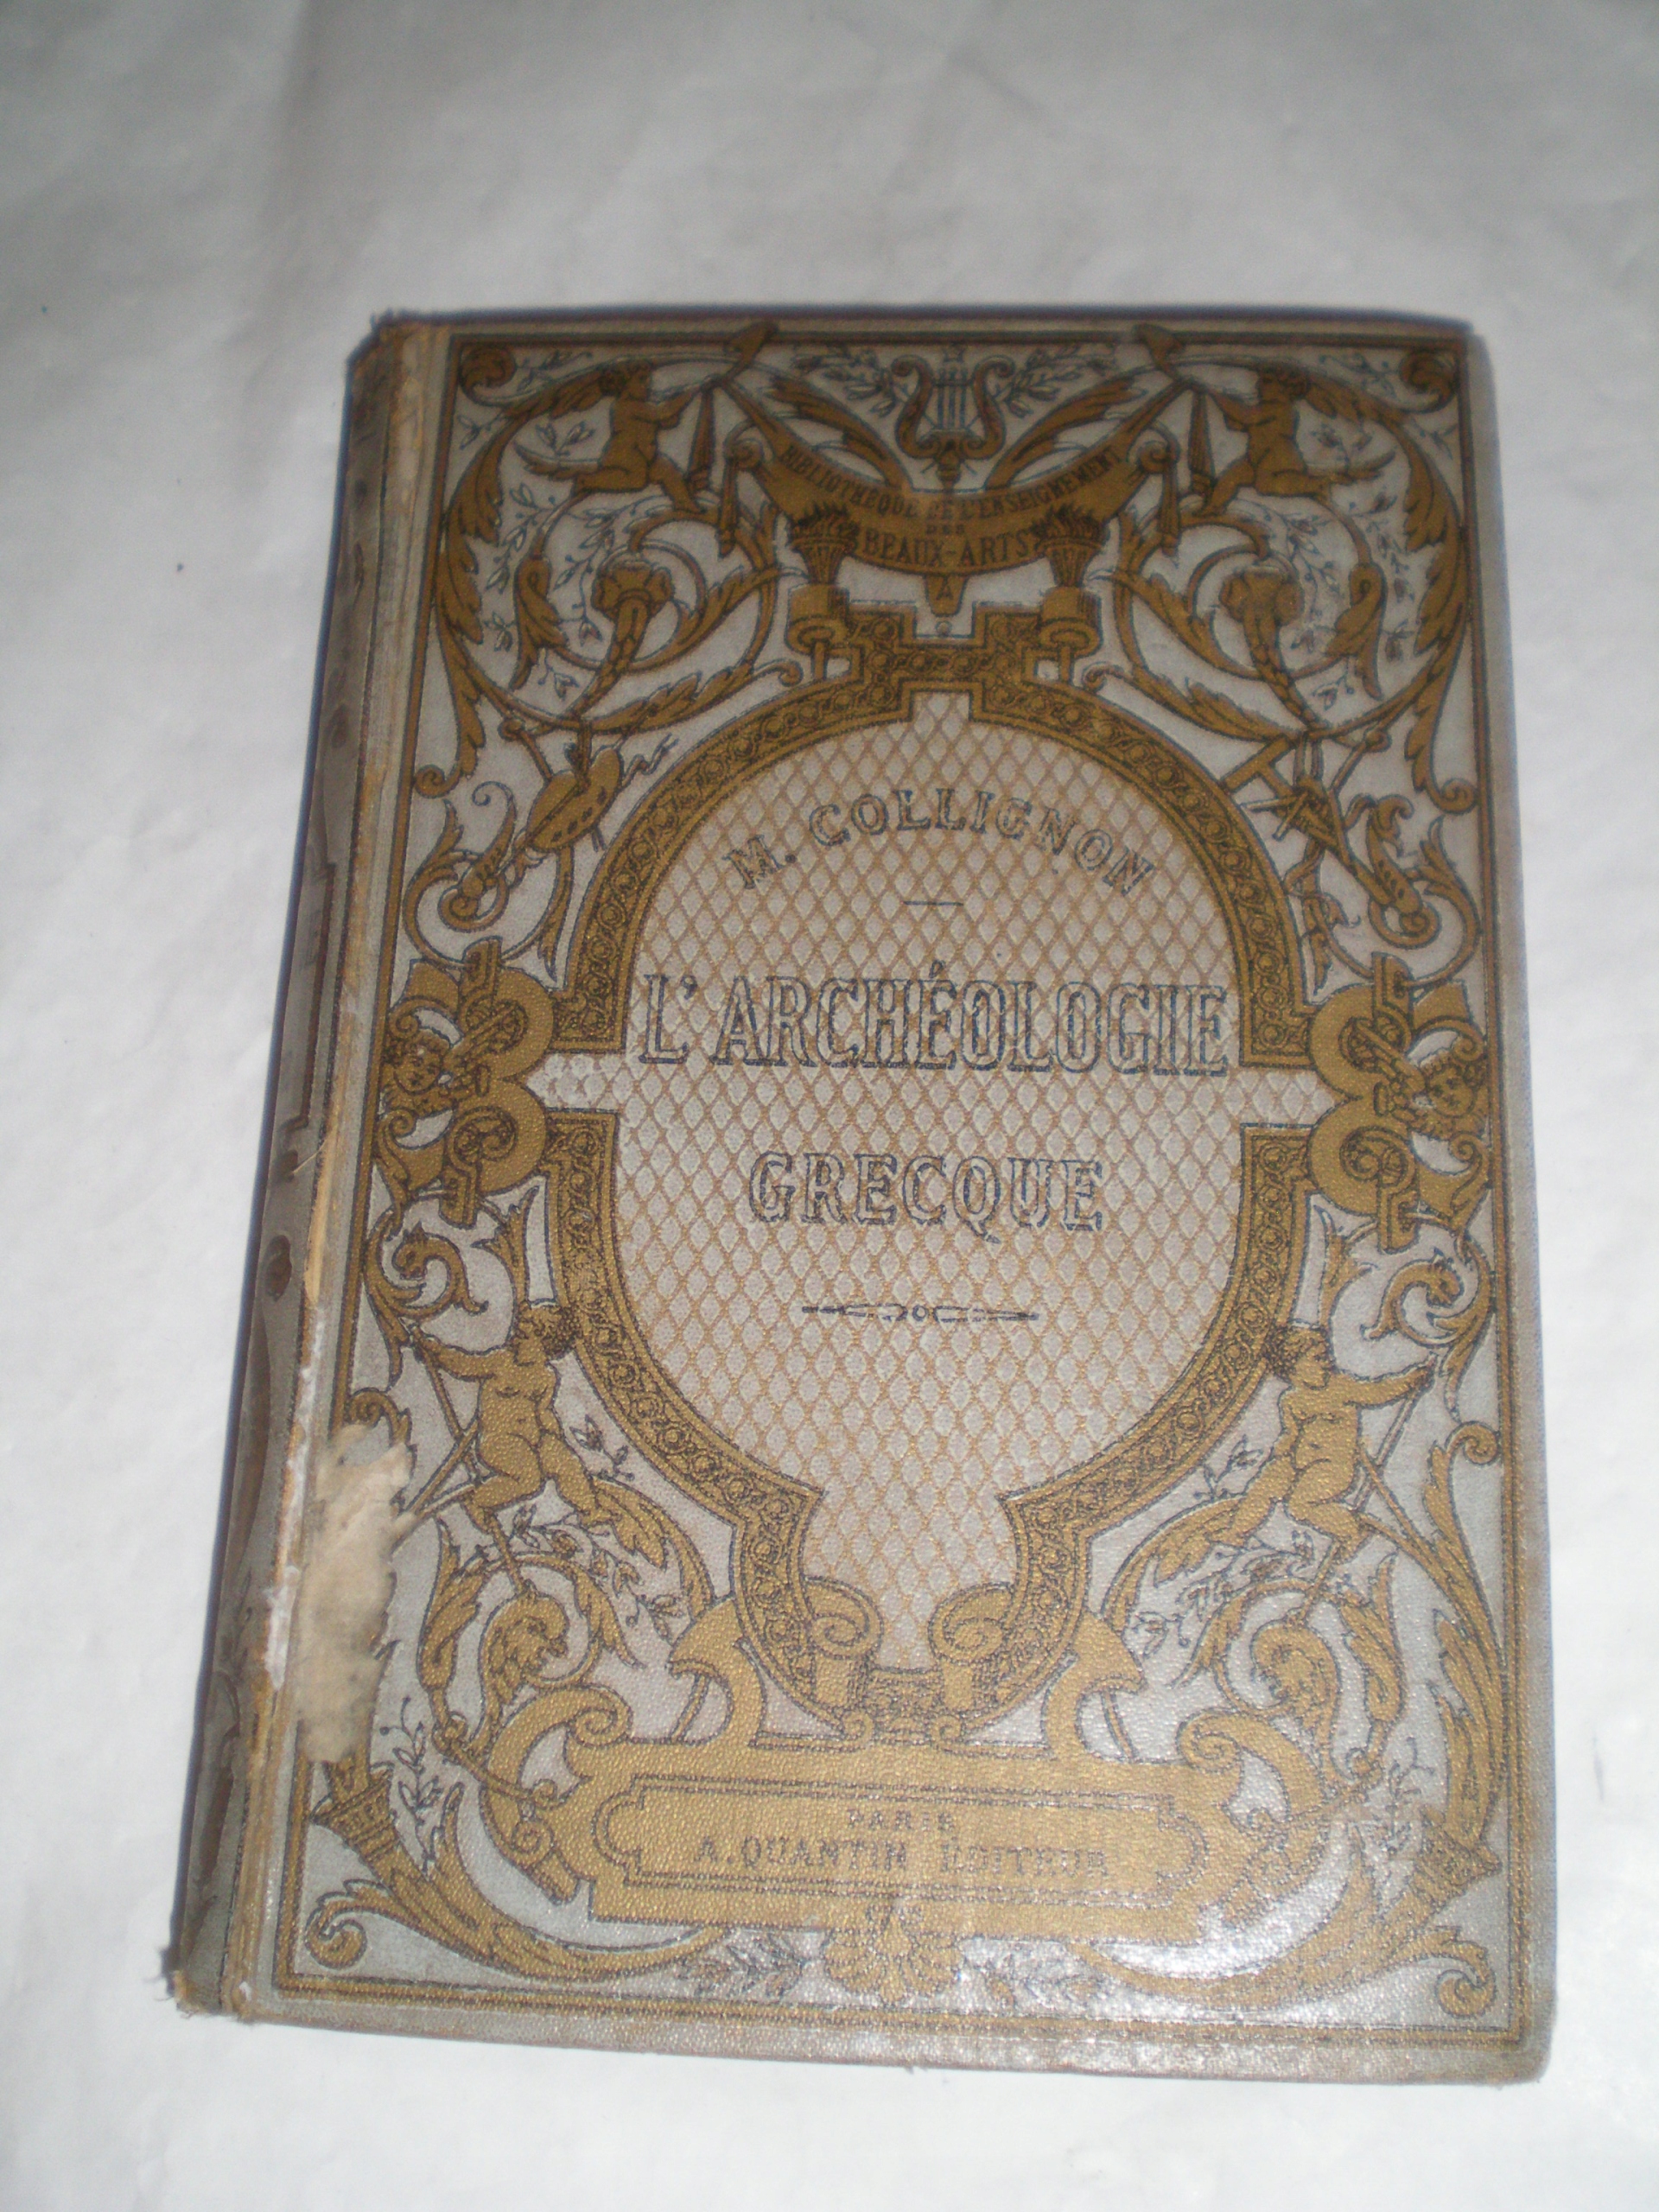 BIBLIOTHÈQUE DE L'ENSEIGNEMENT
DES
BEAUX-ARTS
M. COLLIGNON
L'ARCHÉOLOGIE
GRECQUE
PARIS
A. QUANTIN ÉDITEUR